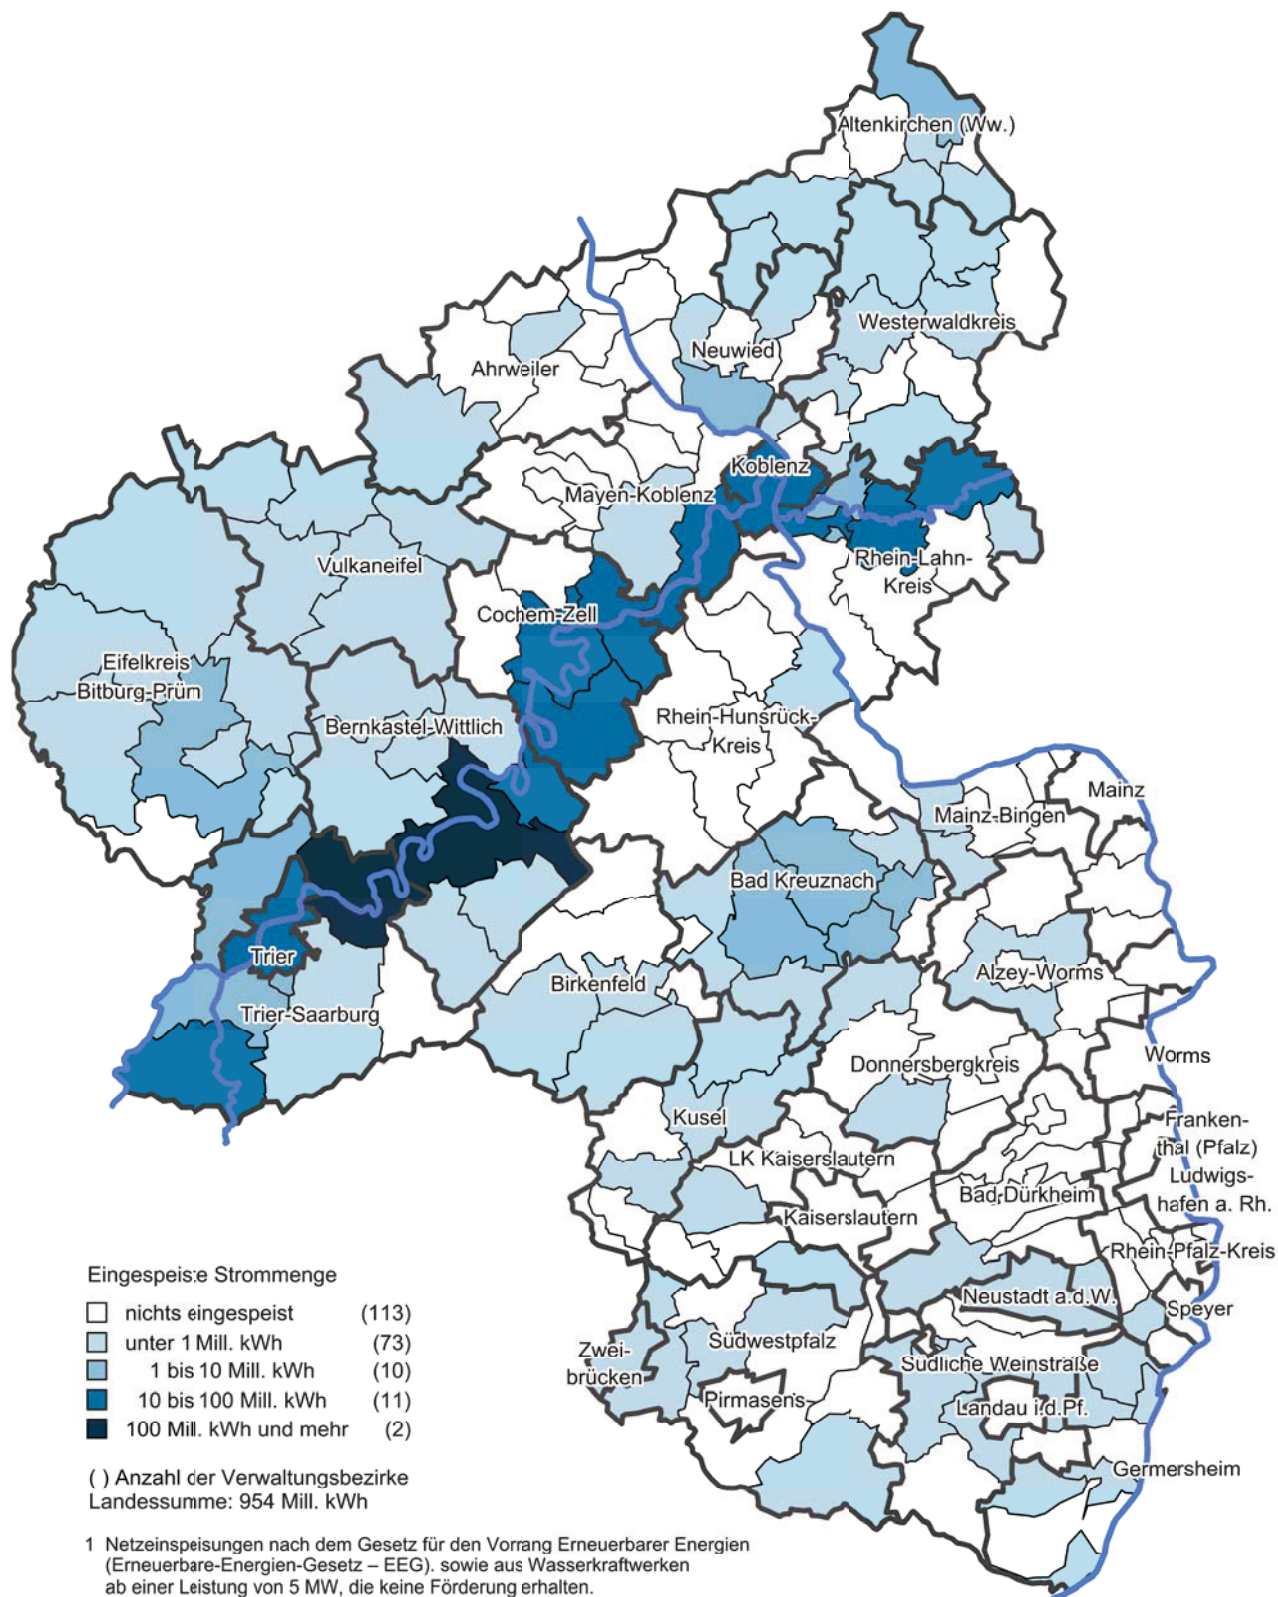 Altenkirchen (Ww.)
Westerwaldkreis
Neuwied
Ahrweiler
Koblenz
Mayen-Koblenz
Rhein-Lahn-
Kreis
Vulkaneifel
Cochem-Zell
Eifelkreis
Bitburg-Prüm
Bernkastel-Wittlich
Rhein-Hunsrück-
Kreis
Mainz
Mainz-Bingen
Bad Kreuznach
Trier
Birkenfeld
Alzey-Worms
Trier-Saarburg
Donnersbergkreis
Worms
Kusel
Franken-
thal (Pfalz)
LK Kaiserslautern
Ludwigs-
hafen a. Rh.
Bad Dürkheim
Kaiserslautern
Rhein-Pfalz-Kreis
Neustadt a.d.W.
Speyer
Südwestpfalz
Zwei-
brücken
Südliche Weinstraße
Pirmasens
Landau i.d.Pf.
Germersheim
Eingespeiste Strommenge
nichts eingespeist (113)
unter 1 Mill. kWh (73)
1 bis 10 Mill. kWh (10)
10 bis 100 Mill. kWh (11)
100 Mill. kWh und mehr (2)
( ) Anzahl der Verwaltungsbezirke
Landessumme: 954 Mill. kWh
1 Netzeinspeisungen nach dem Gesetz für den Vorrang Erneuerbarer Energien
(Erneuerbare-Energien-Gesetz – EEG). sowie aus Wasserkraftwerken
ab einer Leistung von 5 MW, die keine Förderung erhalten.